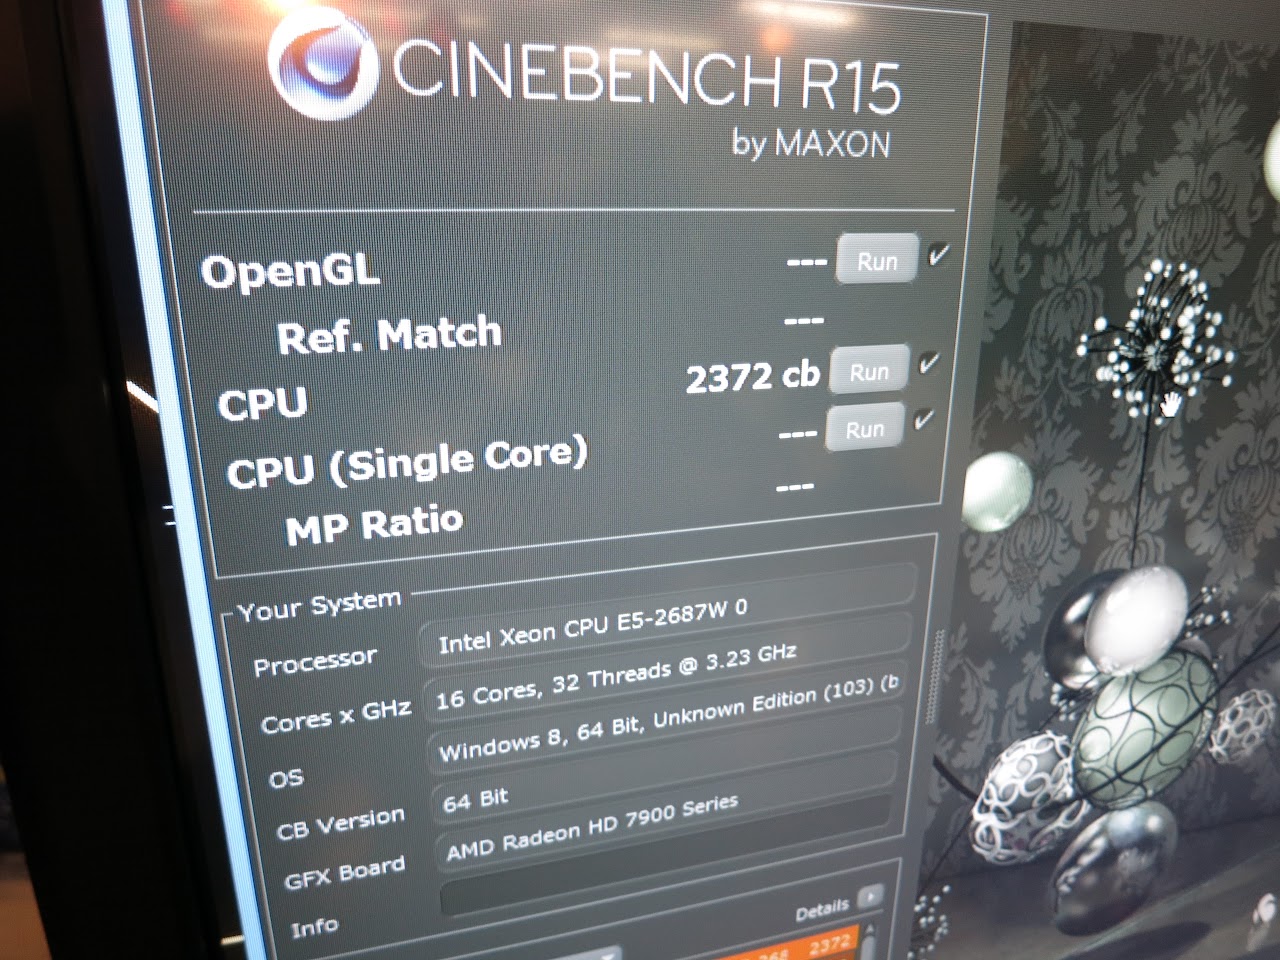 CINEBENCH R15
by MAXON
OpenGL --- Run
Ref. Match ---
CPU 2372 cb Run
CPU (Single Core) --- Run
MP Ratio ---
Your System
Processor Intel Xeon CPU E5-2687W 0
Cores x GHz 16 Cores, 32 Threads @ 3.23 GHz
OS Windows 8, 64 Bit, Unknown Edition (103) (b
CB Version 64 Bit
GFX Board AMD Radeon HD 7900 Series
Info
Details
2372